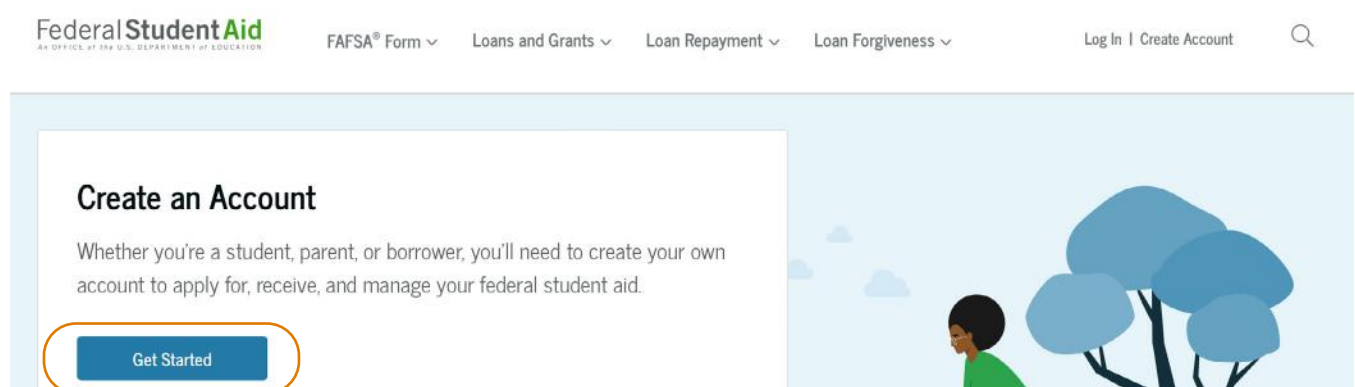 Federal Student Aid
An OFFICE of the U.S. DEPARTMENT of EDUCATION
FAFSA® Form Loans and Grants Loan Repayment Loan Forgiveness Log In | Create Account
Create an Account
Whether you're a student, parent, or borrower, you'll need to create your own
account to apply for, receive, and manage your federal student aid.
Get Started